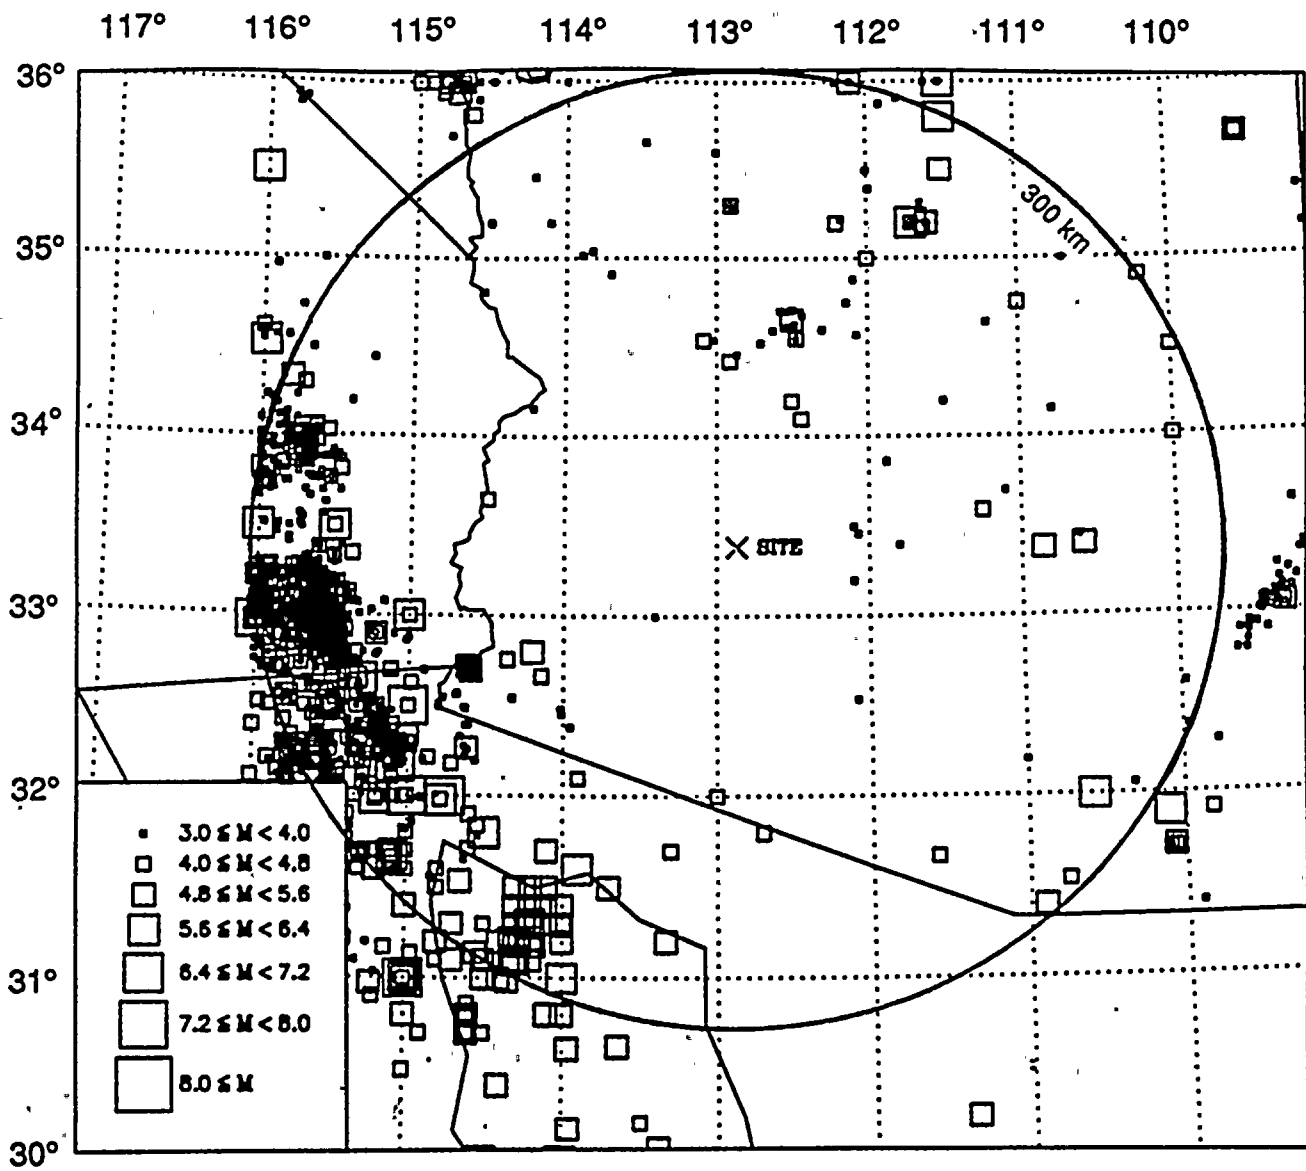 117° 116° 115° 114° 113° 112° 111° 110°
36°
35°
34°
33°
32°
31°
30°
300 km
SITE
3.0 ≤ M < 4.0
4.0 ≤ M < 4.8
4.8 ≤ M < 5.6
5.6 ≤ M < 6.4
6.4 ≤ M < 7.2
7.2 ≤ M < 8.0
8.0 ≤ M